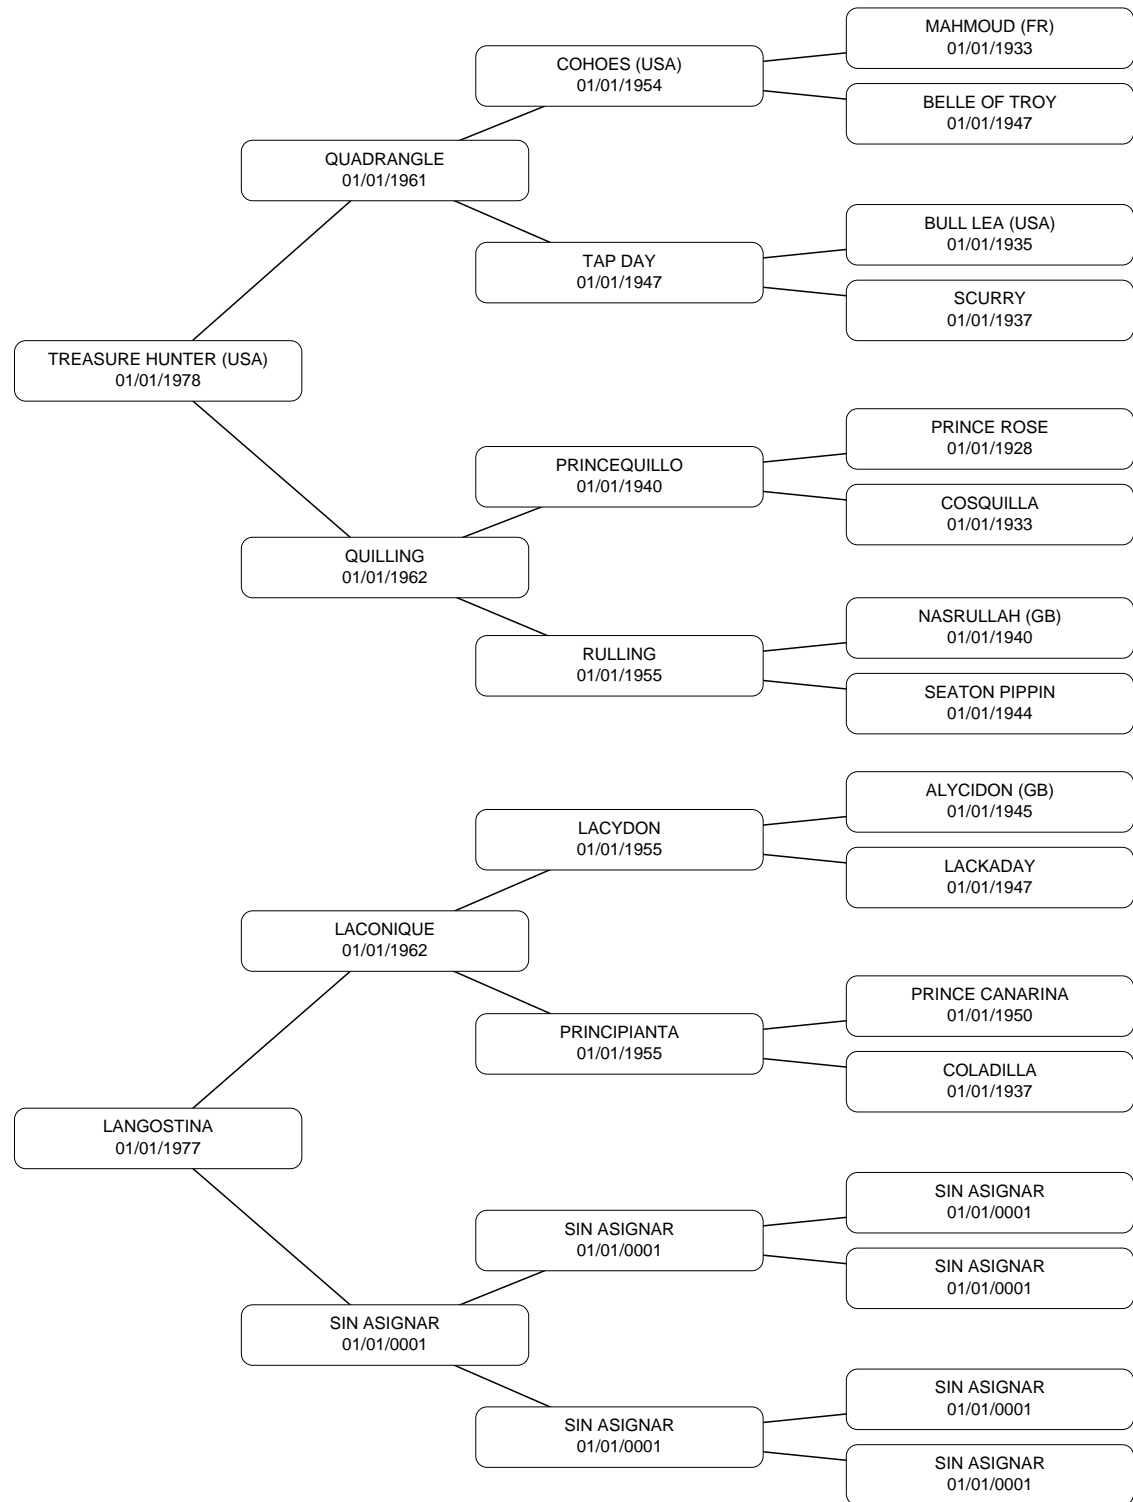 MAHMOUD (FR)
01/01/1933
COHOES (USA)
01/01/1954
BELLE OF TROY
01/01/1947
QUADRANGLE
01/01/1961
BULL LEA (USA)
01/01/1935
TAP DAY
01/01/1947
SCURRY
01/01/1937
TREASURE HUNTER (USA)
01/01/1978
PRINCE ROSE
01/01/1928
PRINCEQUILLO
01/01/1940
COSQUILLA
01/01/1933
QUILLING
01/01/1962
NASRULLAH (GB)
01/01/1940
RULLING
01/01/1955
SEATON PIPPIN
01/01/1944
ALYCIDON (GB)
01/01/1945
LACYDON
01/01/1955
LACKADAY
01/01/1947
LACONIQUE
01/01/1962
PRINCE CANARINA
01/01/1950
PRINCIPIANTA
01/01/1955
COLADILLA
01/01/1937
LANGOSTINA
01/01/1977
SIN ASIGNAR
01/01/0001
SIN ASIGNAR
01/01/0001
SIN ASIGNAR
01/01/0001
SIN ASIGNAR
01/01/0001
SIN ASIGNAR
01/01/0001
SIN ASIGNAR
01/01/0001
SIN ASIGNAR
01/01/0001